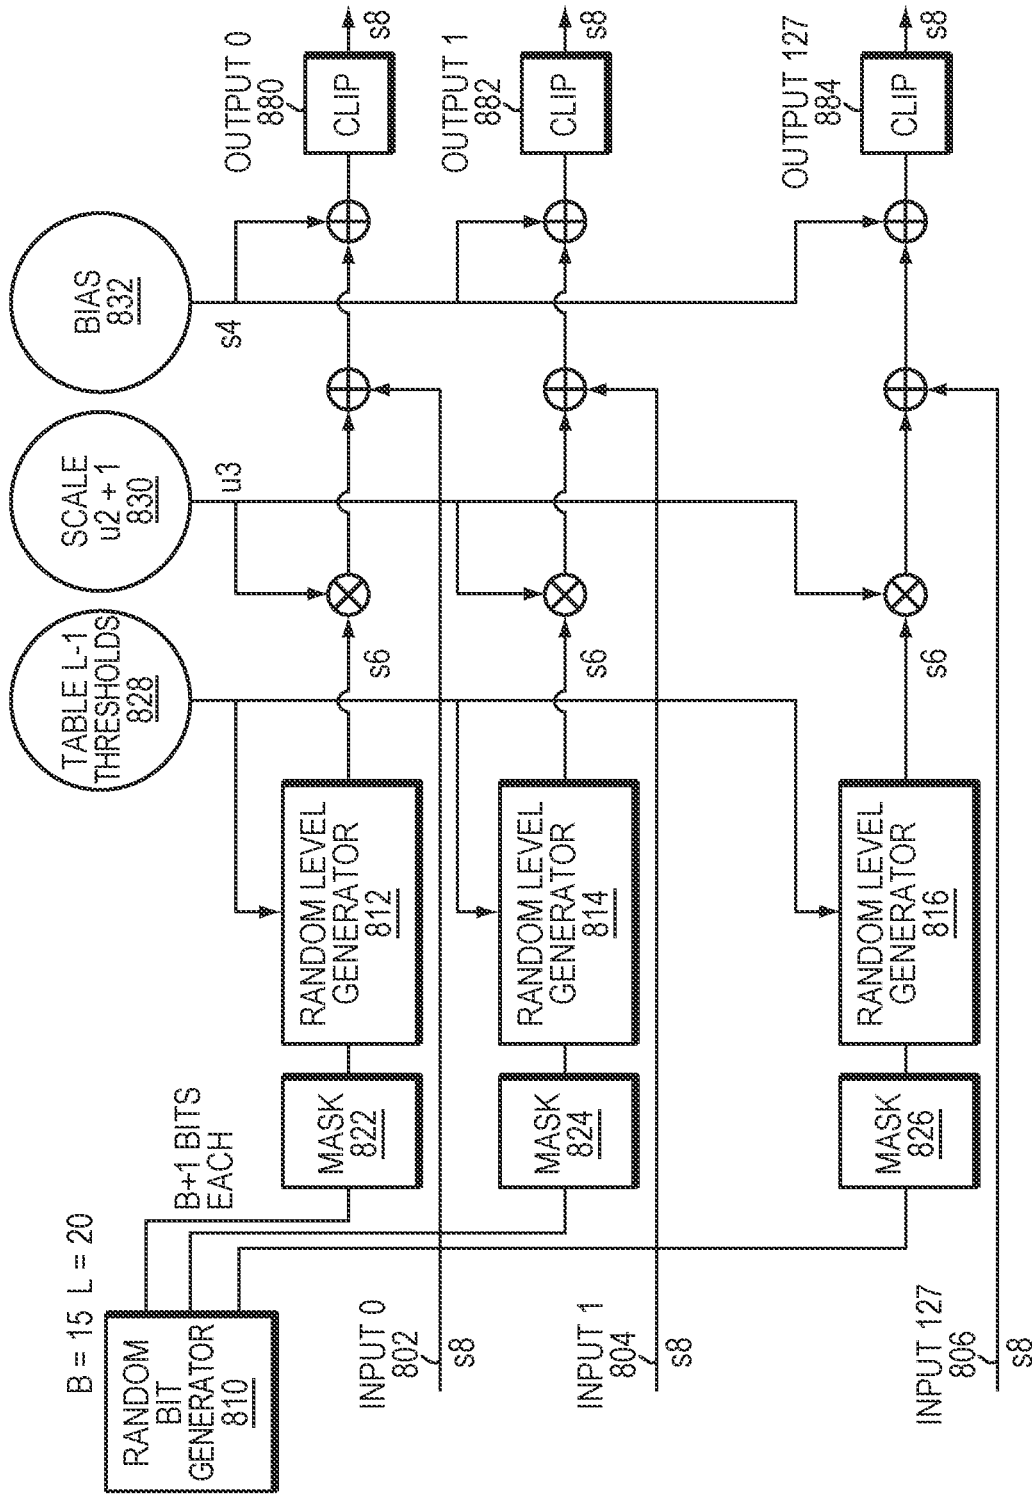 B = 15 L = 20
RANDOM
BIT
GENERATOR
810
B+1 BITS
EACH
TABLE L-1
THRESHOLDS
828
SCALE
u2 + 1
830
BIAS
832
u3
s4
MASK
822
RANDOM LEVEL
GENERATOR
812
s6
OUTPUT 0
880
CLIP
s8
INPUT 0
802
s8
MASK
824
RANDOM LEVEL
GENERATOR
814
s6
OUTPUT 1
882
CLIP
s8
INPUT 1
804
s8
MASK
826
RANDOM LEVEL
GENERATOR
816
s6
OUTPUT 127
884
CLIP
s8
INPUT 127
806
s8